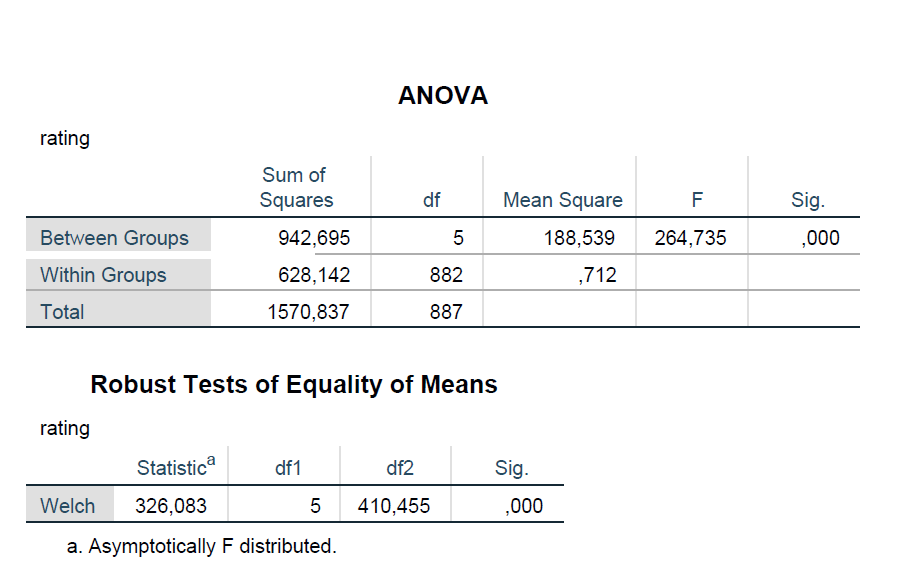 ANOVA
rating
Sum of Squares df Mean Square F Sig.
Between Groups 942,695 5 188,539 264,735 ,000
Within Groups 628,142 882 ,712
Total 1570,837 887
Robust Tests of Equality of Means
rating
Statistica df1 df2 Sig.
Welch 326,083 5 410,455 ,000
a. Asymptotically F distributed.